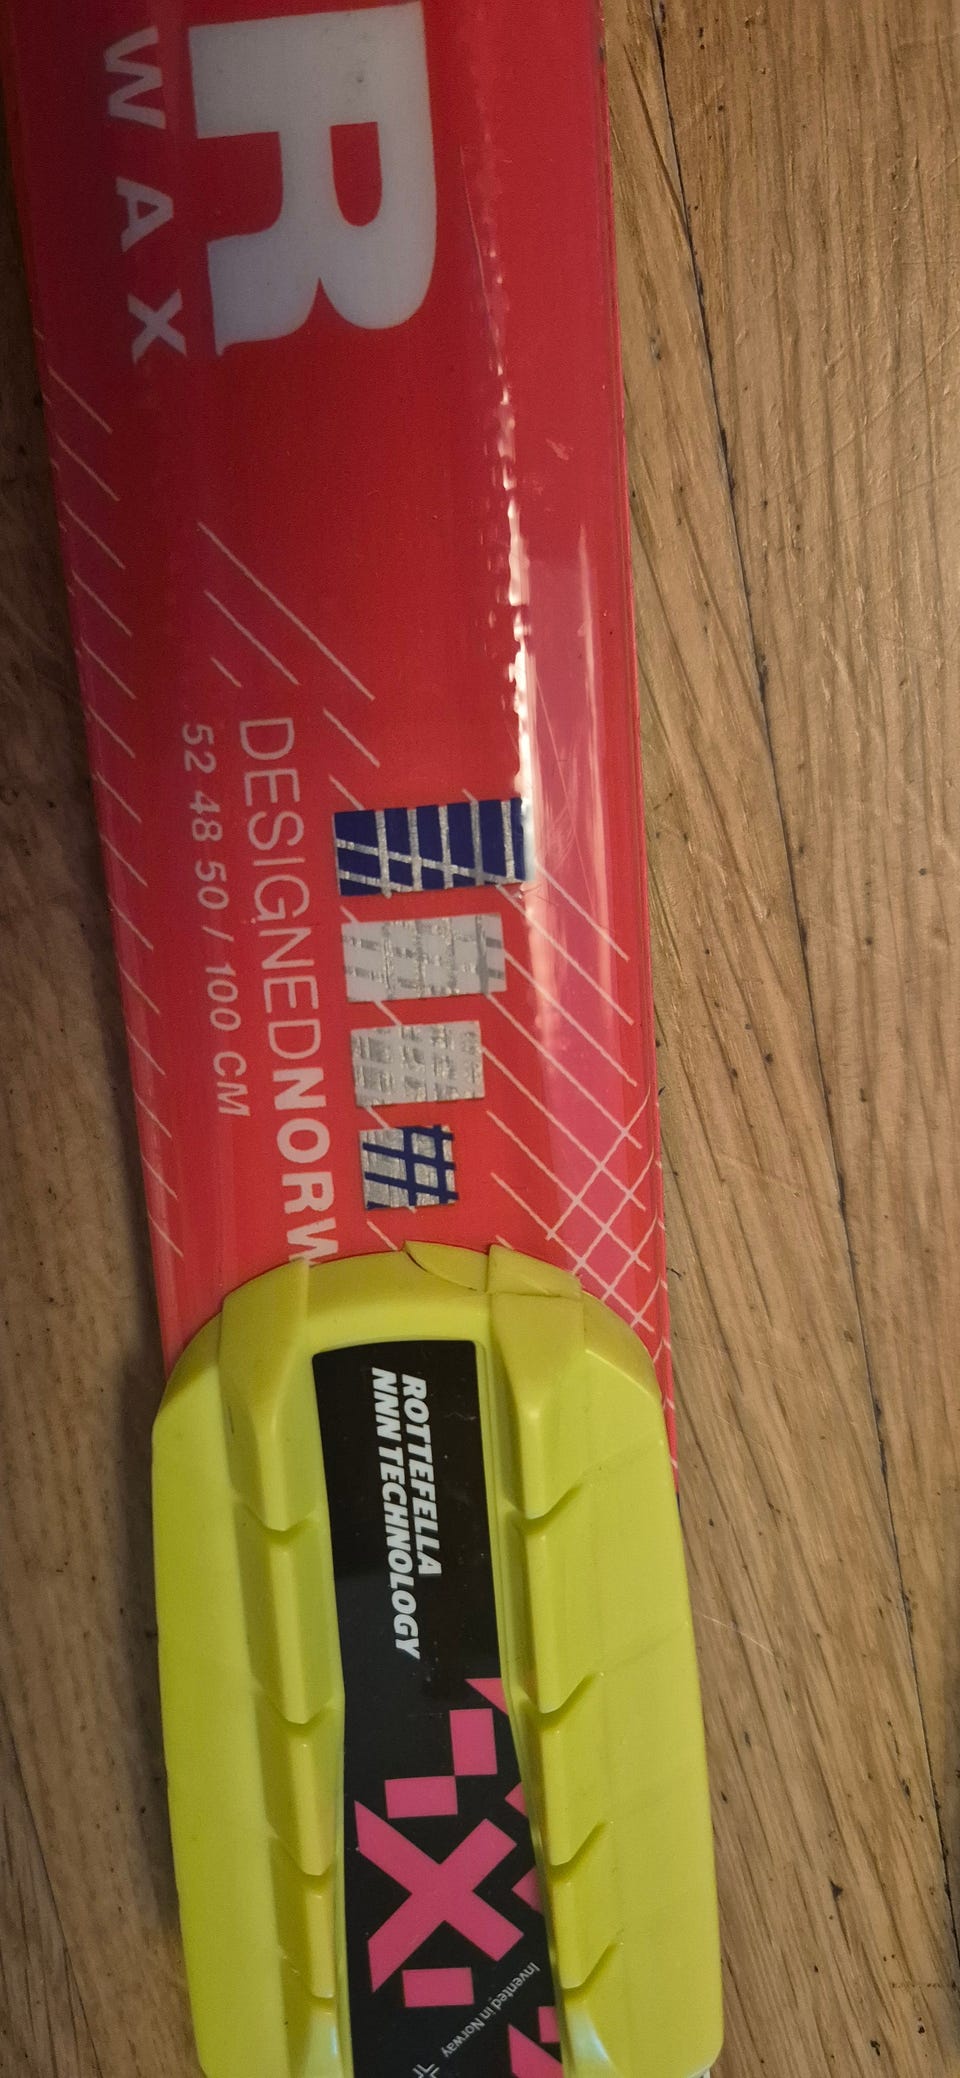 R
WAX
DESIGNEDNORW
52 48 50 / 100 CM
ROTTEFELLA
NNN TECHNOLOGY
Invented in Norway